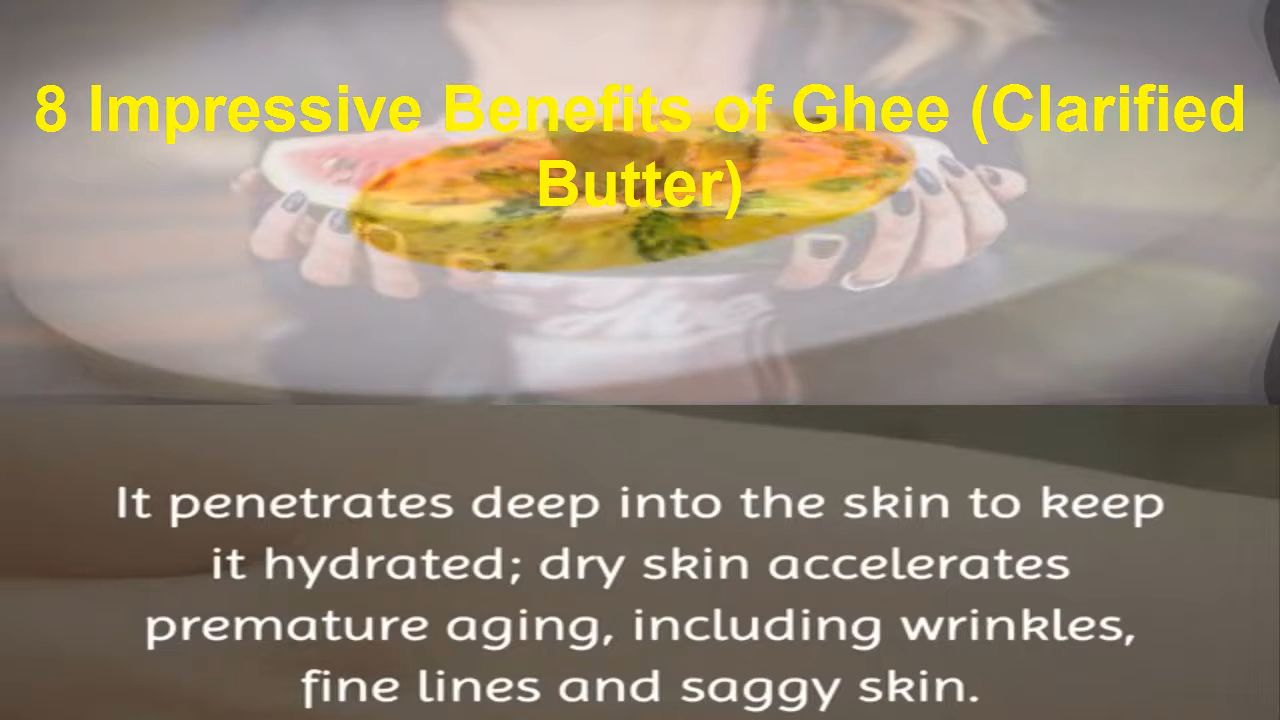 8 Impressive Benefits of Ghee (Clarified
Butter)
It penetrates deep into the skin to keep
it hydrated; dry skin accelerates
premature aging, including wrinkles,
fine lines and saggy skin.